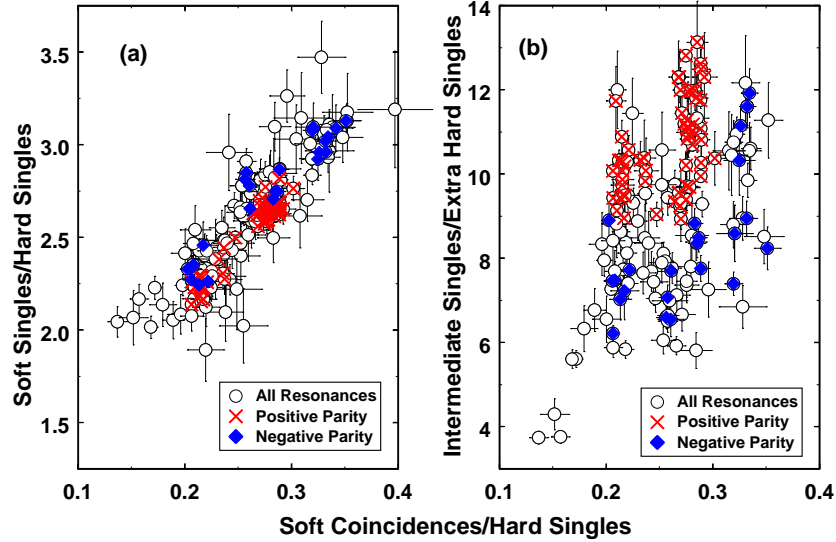 (a)
3.5
3.0
2.5
2.0
1.5
Soft Singles/Hard Singles
All Resonances
Positive Parity
Negative Parity
0.1
0.2
0.3
0.4
(b)
14
12
10
8
6
4
Intermediate Singles/Extra Hard Singles
All Resonances
Positive Parity
Negative Parity
0.1
0.2
0.3
0.4
Soft Coincidences/Hard Singles